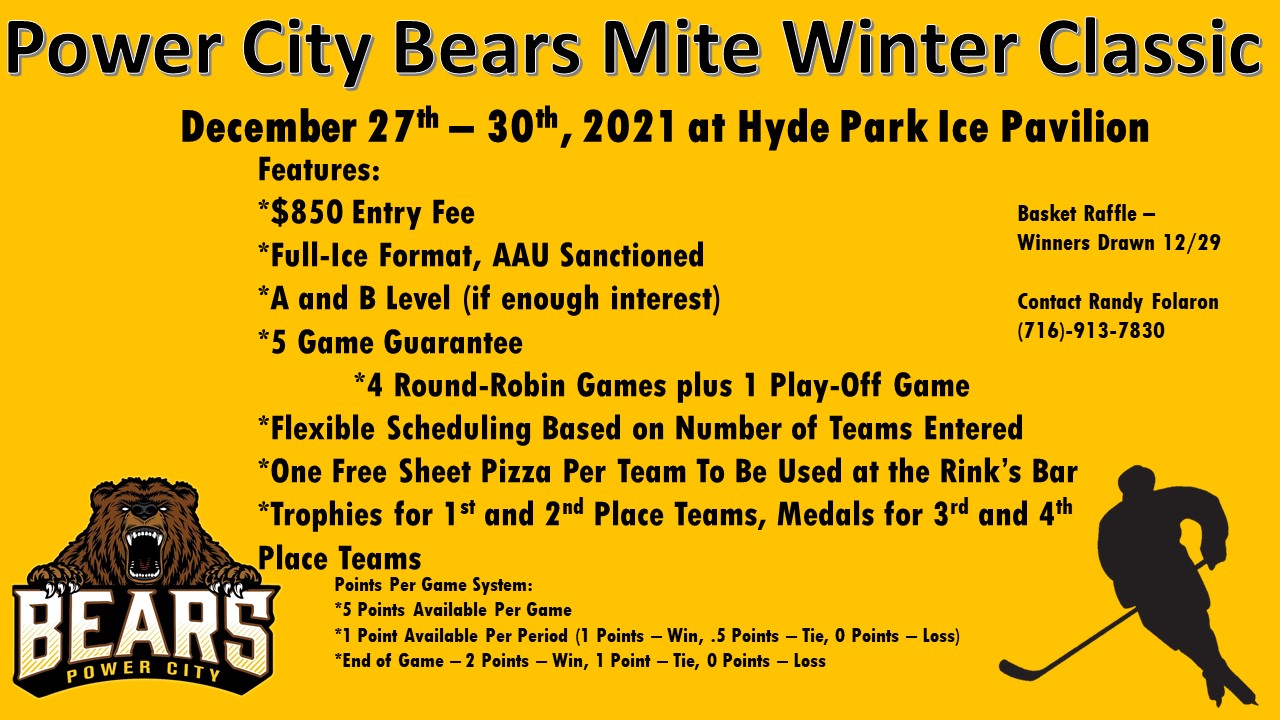 Power City Bears Mite Winter Classic
December 27th – 30th, 2021 at Hyde Park Ice Pavilion
Features:
*$850 Entry Fee
*Full-Ice Format, AAU Sanctioned
*A and B Level (if enough interest)
*5 Game Guarantee
*4 Round-Robin Games plus 1 Play-Off Game
*Flexible Scheduling Based on Number of Teams Entered
*One Free Sheet Pizza Per Team To Be Used at the Rink’s Bar
*Trophies for 1st and 2nd Place Teams, Medals for 3rd and 4th
Place Teams
Basket Raffle –
Winners Drawn 12/29
Contact Randy Folaron
(716)-913-7830
Points Per Game System:
*5 Points Available Per Game
*1 Point Available Per Period (1 Points – Win, .5 Points – Tie, 0 Points – Loss)
*End of Game – 2 Points – Win, 1 Point – Tie, 0 Points – Loss
BEARS
POWER CITY